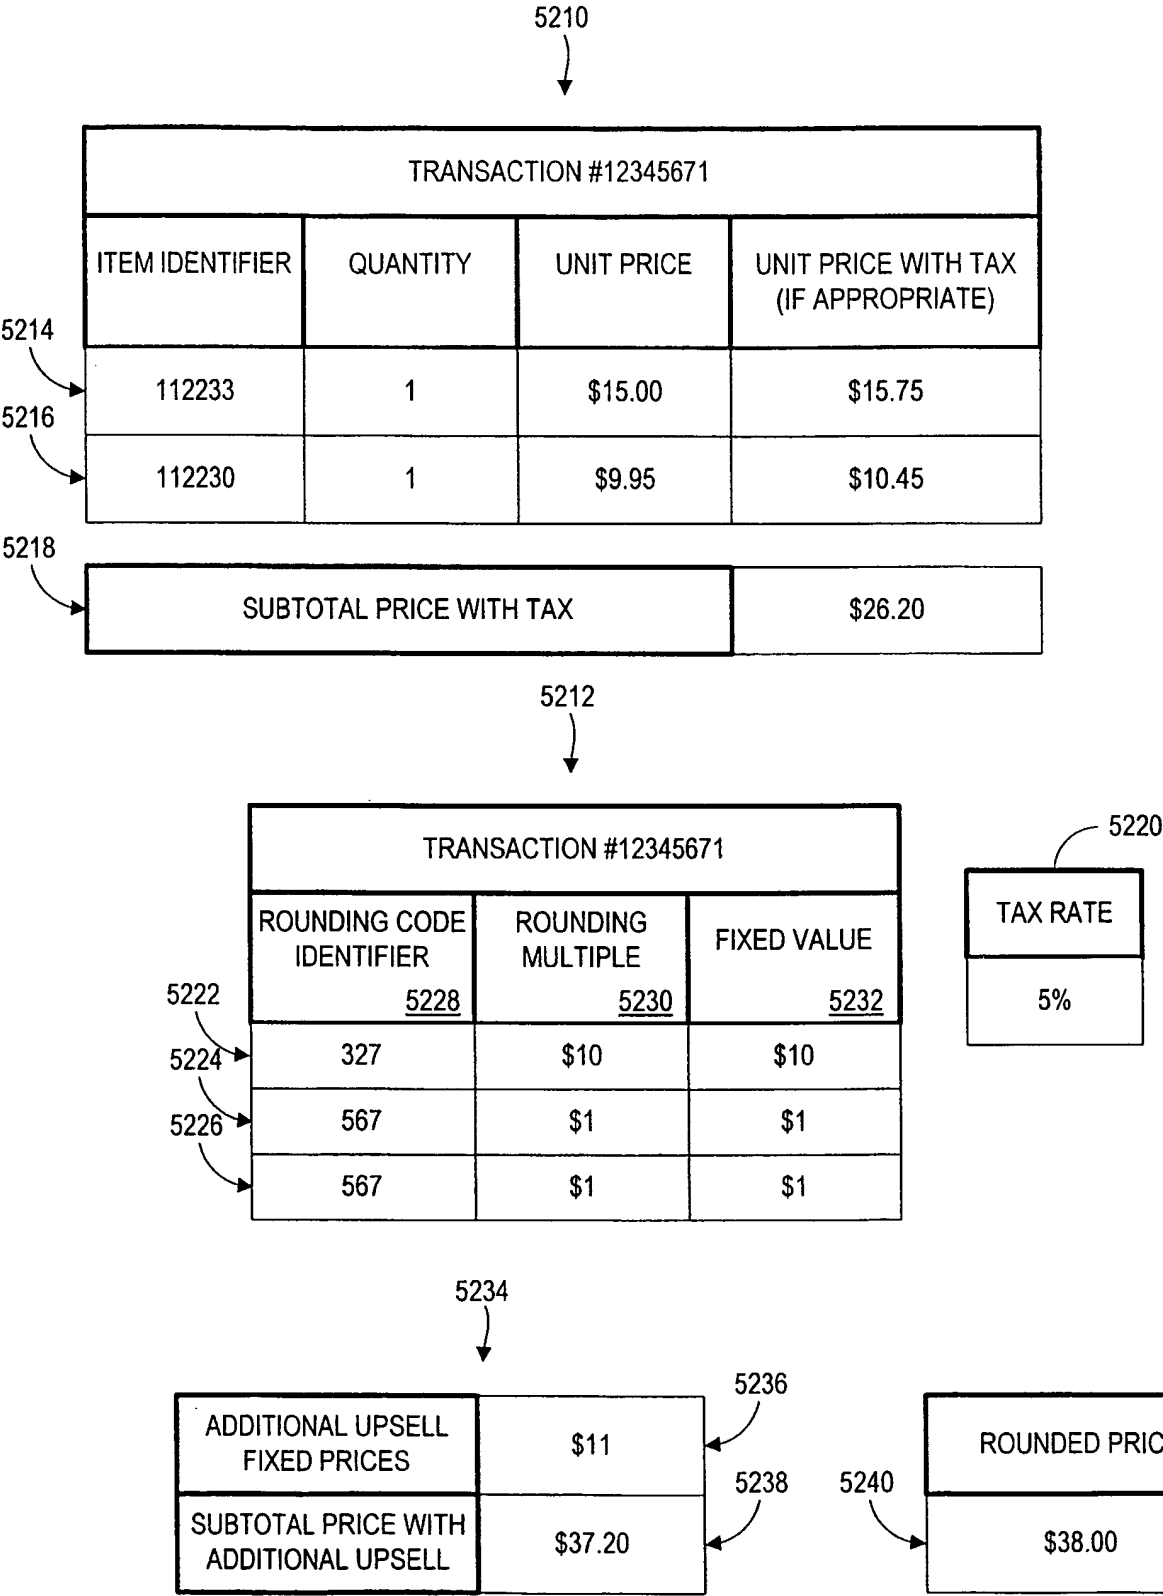 5210
TRANSACTION #12345671
ITEM IDENTIFIER
QUANTITY
UNIT PRICE
UNIT PRICE WITH TAX
(IF APPROPRIATE)
5214
112233
1
$15.00
$15.75
5216
112230
1
$9.95
$10.45
5218
SUBTOTAL PRICE WITH TAX
$26.20
5212
TRANSACTION #12345671
ROUNDING CODE
IDENTIFIER
5228
ROUNDING
MULTIPLE
5230
FIXED VALUE
5232
5220
TAX RATE
5%
5222
327
$10
$10
5224
567
$1
$1
5226
567
$1
$1
5234
ADDITIONAL UPSELL
FIXED PRICES
$11
5236
SUBTOTAL PRICE WITH
ADDITIONAL UPSELL
$37.20
5238
ROUNDED PRIC
5240
$38.00